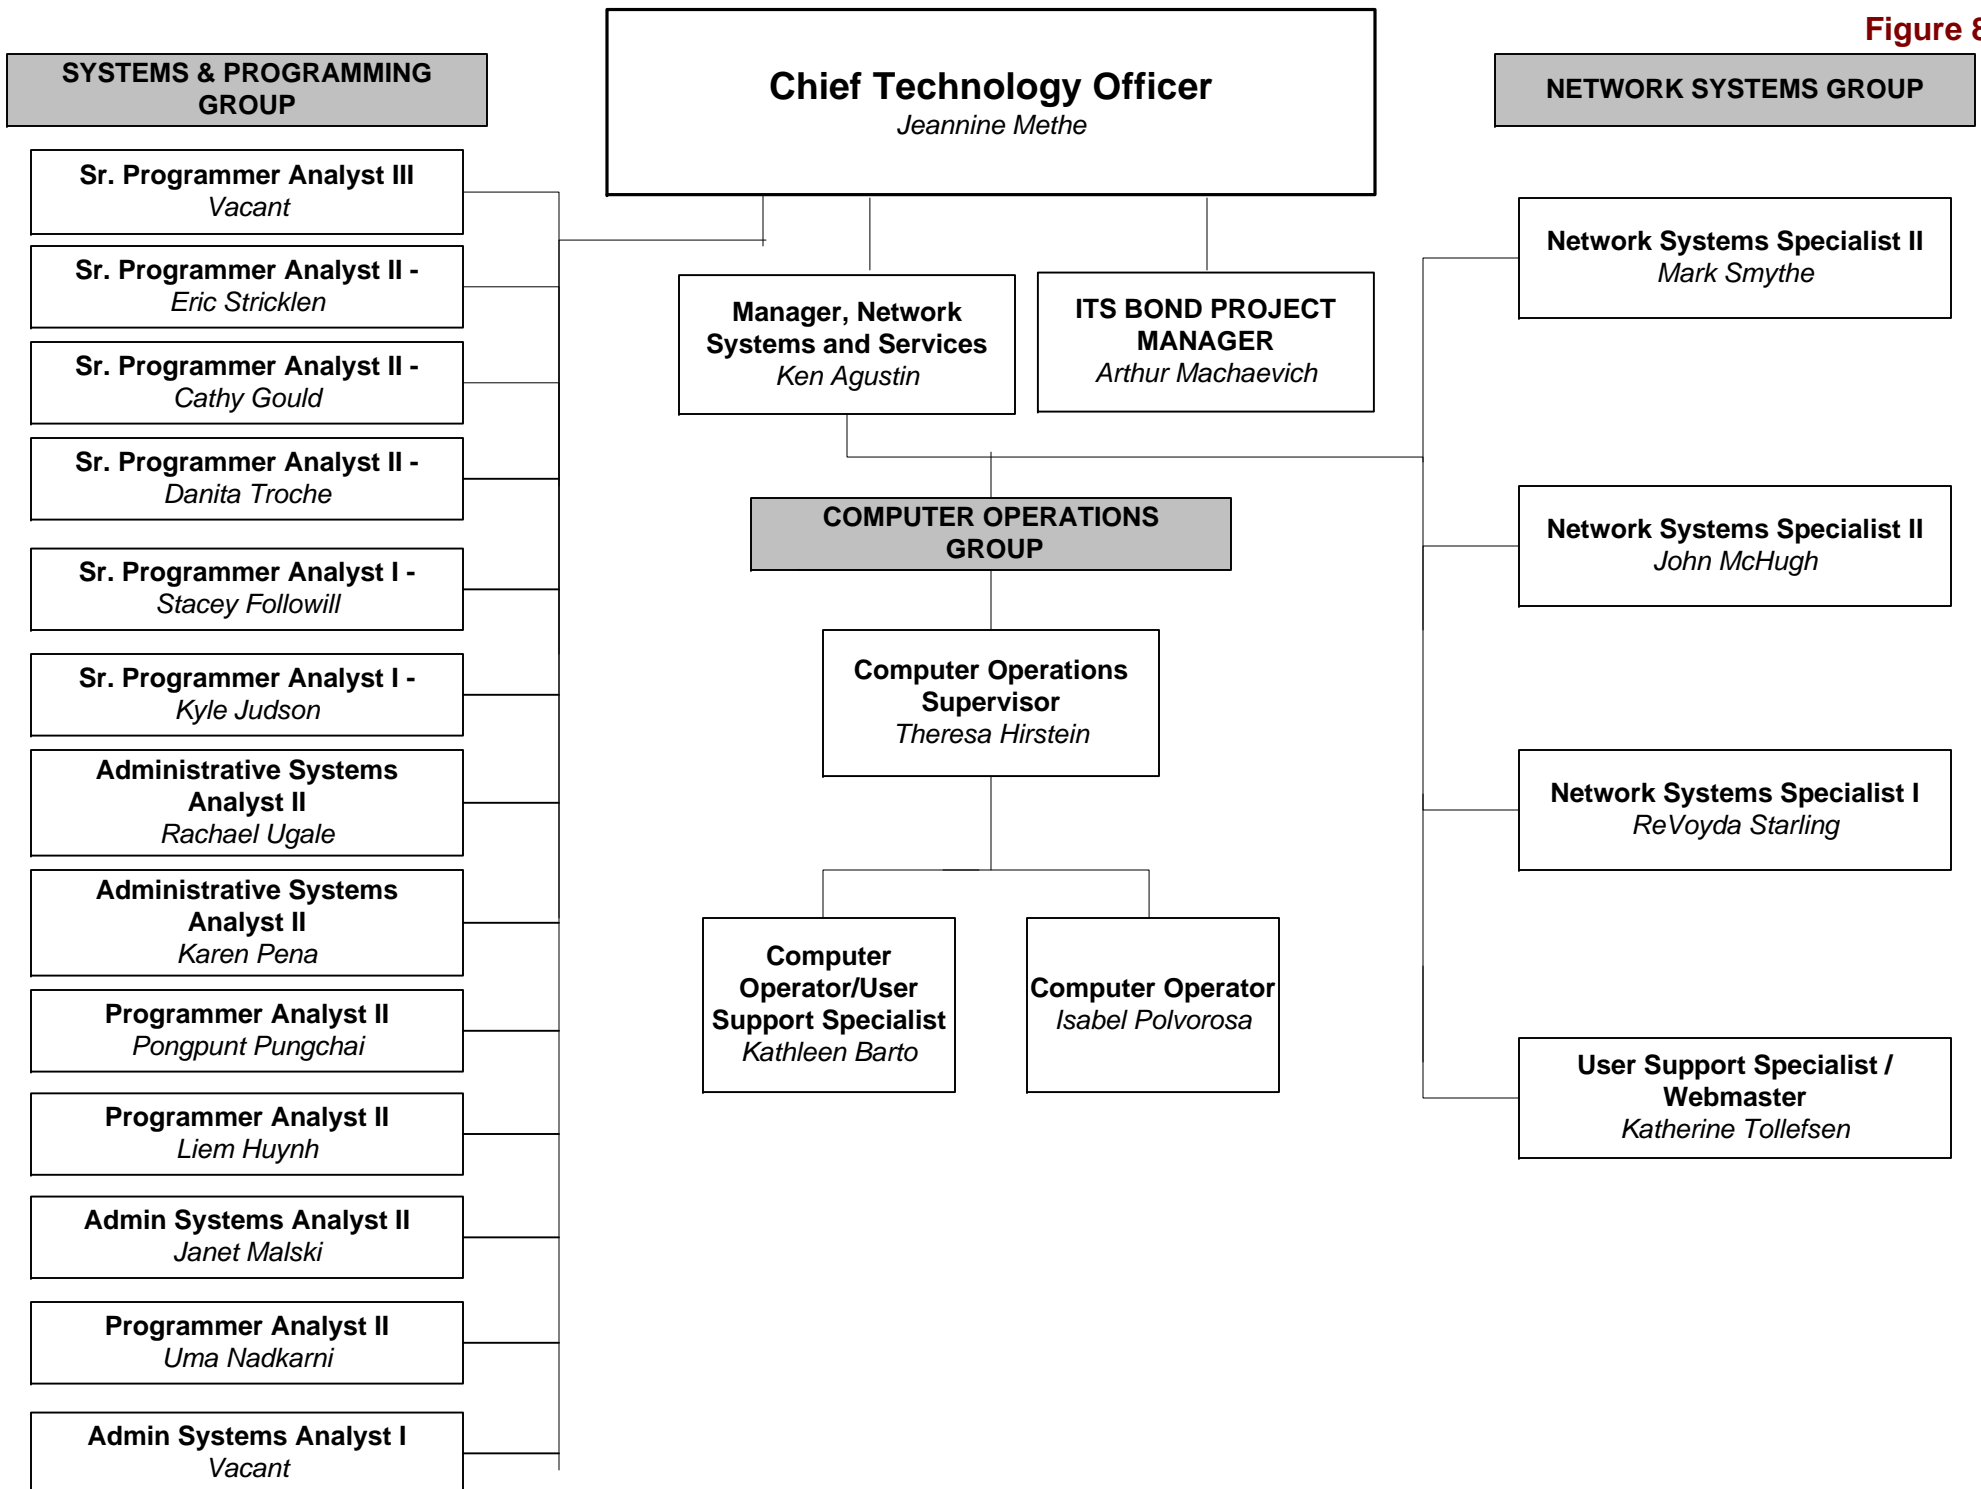 Figure 8
SYSTEMS & PROGRAMMING
GROUP
Chief Technology Officer
Jeannine Methe
NETWORK SYSTEMS GROUP
Sr. Programmer Analyst III
Vacant
Sr. Programmer Analyst II -
Eric Stricklen
Sr. Programmer Analyst II -
Cathy Gould
Sr. Programmer Analyst II -
Danita Troche
Sr. Programmer Analyst I -
Stacey Followill
Sr. Programmer Analyst I -
Kyle Judson
Administrative Systems
Analyst II
Rachael Ugale
Administrative Systems
Analyst II
Karen Pena
Programmer Analyst II
Pongpunt Pungchai
Programmer Analyst II
Liem Huynh
Admin Systems Analyst II
Janet Malski
Programmer Analyst II
Uma Nadkarni
Admin Systems Analyst I
Vacant
Manager, Network
Systems and Services
Ken Agustin
ITS BOND PROJECT
MANAGER
Arthur Machaevich
COMPUTER OPERATIONS
GROUP
Computer Operations
Supervisor
Theresa Hirstein
Computer
Operator/User
Support Specialist
Kathleen Barto
Computer Operator
Isabel Polvorosa
Network Systems Specialist II
Mark Smythe
Network Systems Specialist II
John McHugh
Network Systems Specialist I
ReVoyda Starling
User Support Specialist /
Webmaster
Katherine Tollefsen